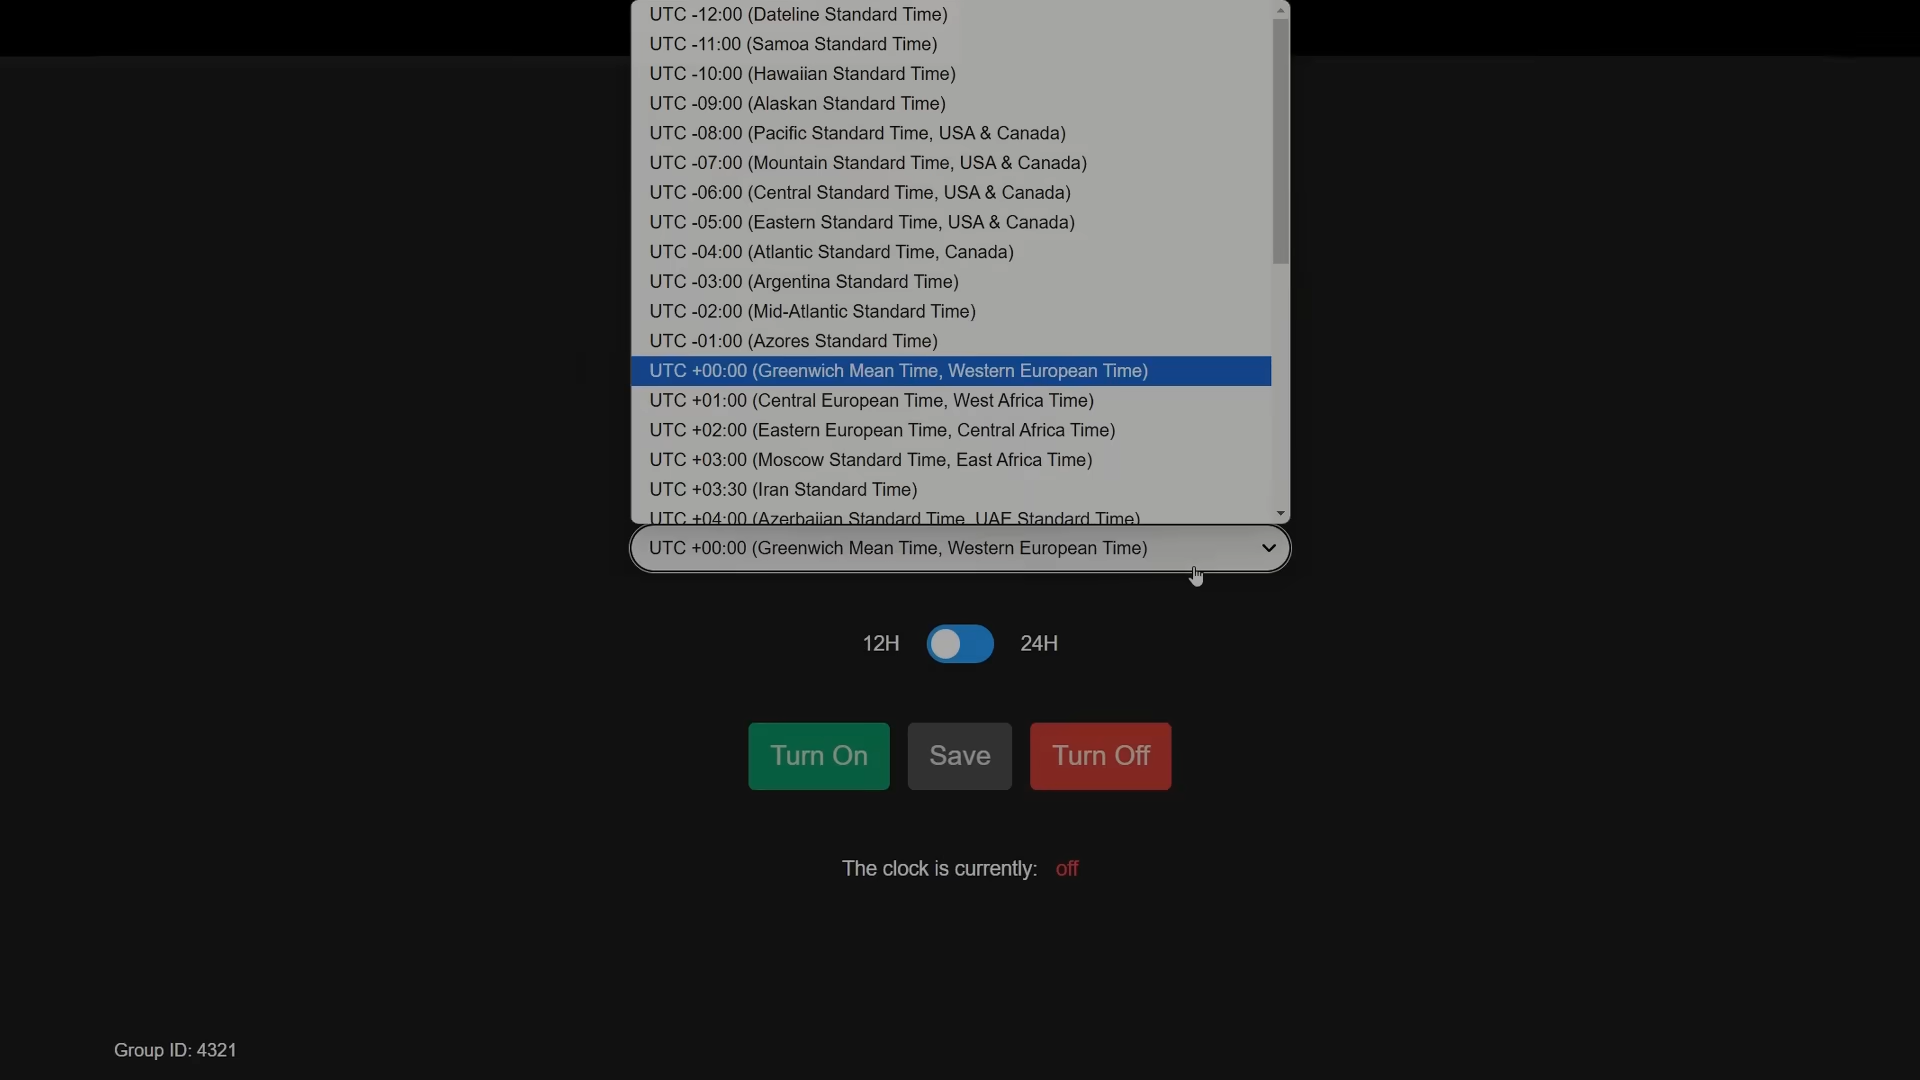 UTC -12:00 (Dateline Standard Time)
UTC -11:00 (Samoa Standard Time)
UTC -10:00 (Hawaiian Standard Time)
UTC -09:00 (Alaskan Standard Time)
UTC -08:00 (Pacific Standard Time, USA & Canada)
UTC -07:00 (Mountain Standard Time, USA & Canada)
UTC -06:00 (Central Standard Time, USA & Canada)
UTC -05:00 (Eastern Standard Time, USA & Canada)
UTC -04:00 (Atlantic Standard Time, Canada)
UTC -03:00 (Argentina Standard Time)
UTC -02:00 (Mid-Atlantic Standard Time)
UTC -01:00 (Azores Standard Time)
UTC +00:00 (Greenwich Mean Time, Western European Time)
UTC +01:00 (Central European Time, West Africa Time)
UTC +02:00 (Eastern European Time, Central Africa Time)
UTC +03:00 (Moscow Standard Time, East Africa Time)
UTC +03:30 (Iran Standard Time)
UTC +04:00 (Azerbaijan Standard Time, UAE Standard Time)
UTC +00:00 (Greenwich Mean Time, Western European Time)
12H 24H
Turn On Save Turn Off
The clock is currently: off
Group ID: 4321